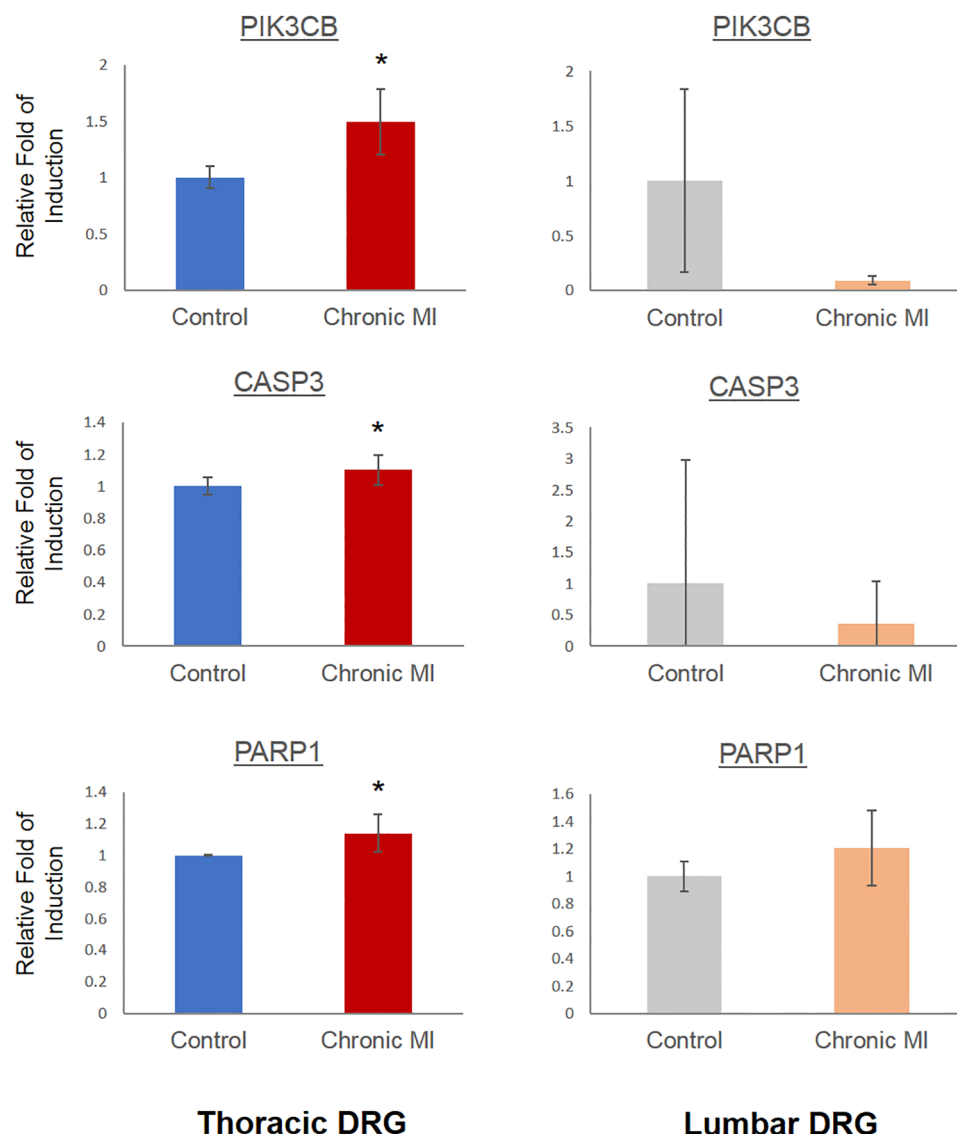 PIK3CB
Relative Fold of
Induction
2
*
1.5
1
0.5
0
Control Chronic MI
PIK3CB
2
1.5
1
0.5
0
Control Chronic MI
CASP3
Relative Fold of
Induction
1.4
*
1.2
1
0.8
0.6
0.4
0.2
0
Control Chronic MI
CASP3
3.5
3
2.5
2
1.5
1
0.5
0
Control Chronic MI
PARP1
Relative Fold of
Induction
1.4
*
1.2
1
0.8
0.6
0.4
0.2
0
Control Chronic MI
PARP1
1.6
1.4
1.2
1
0.8
0.6
0.4
0.2
0
Control Chronic MI
Thoracic DRG
Lumbar DRG